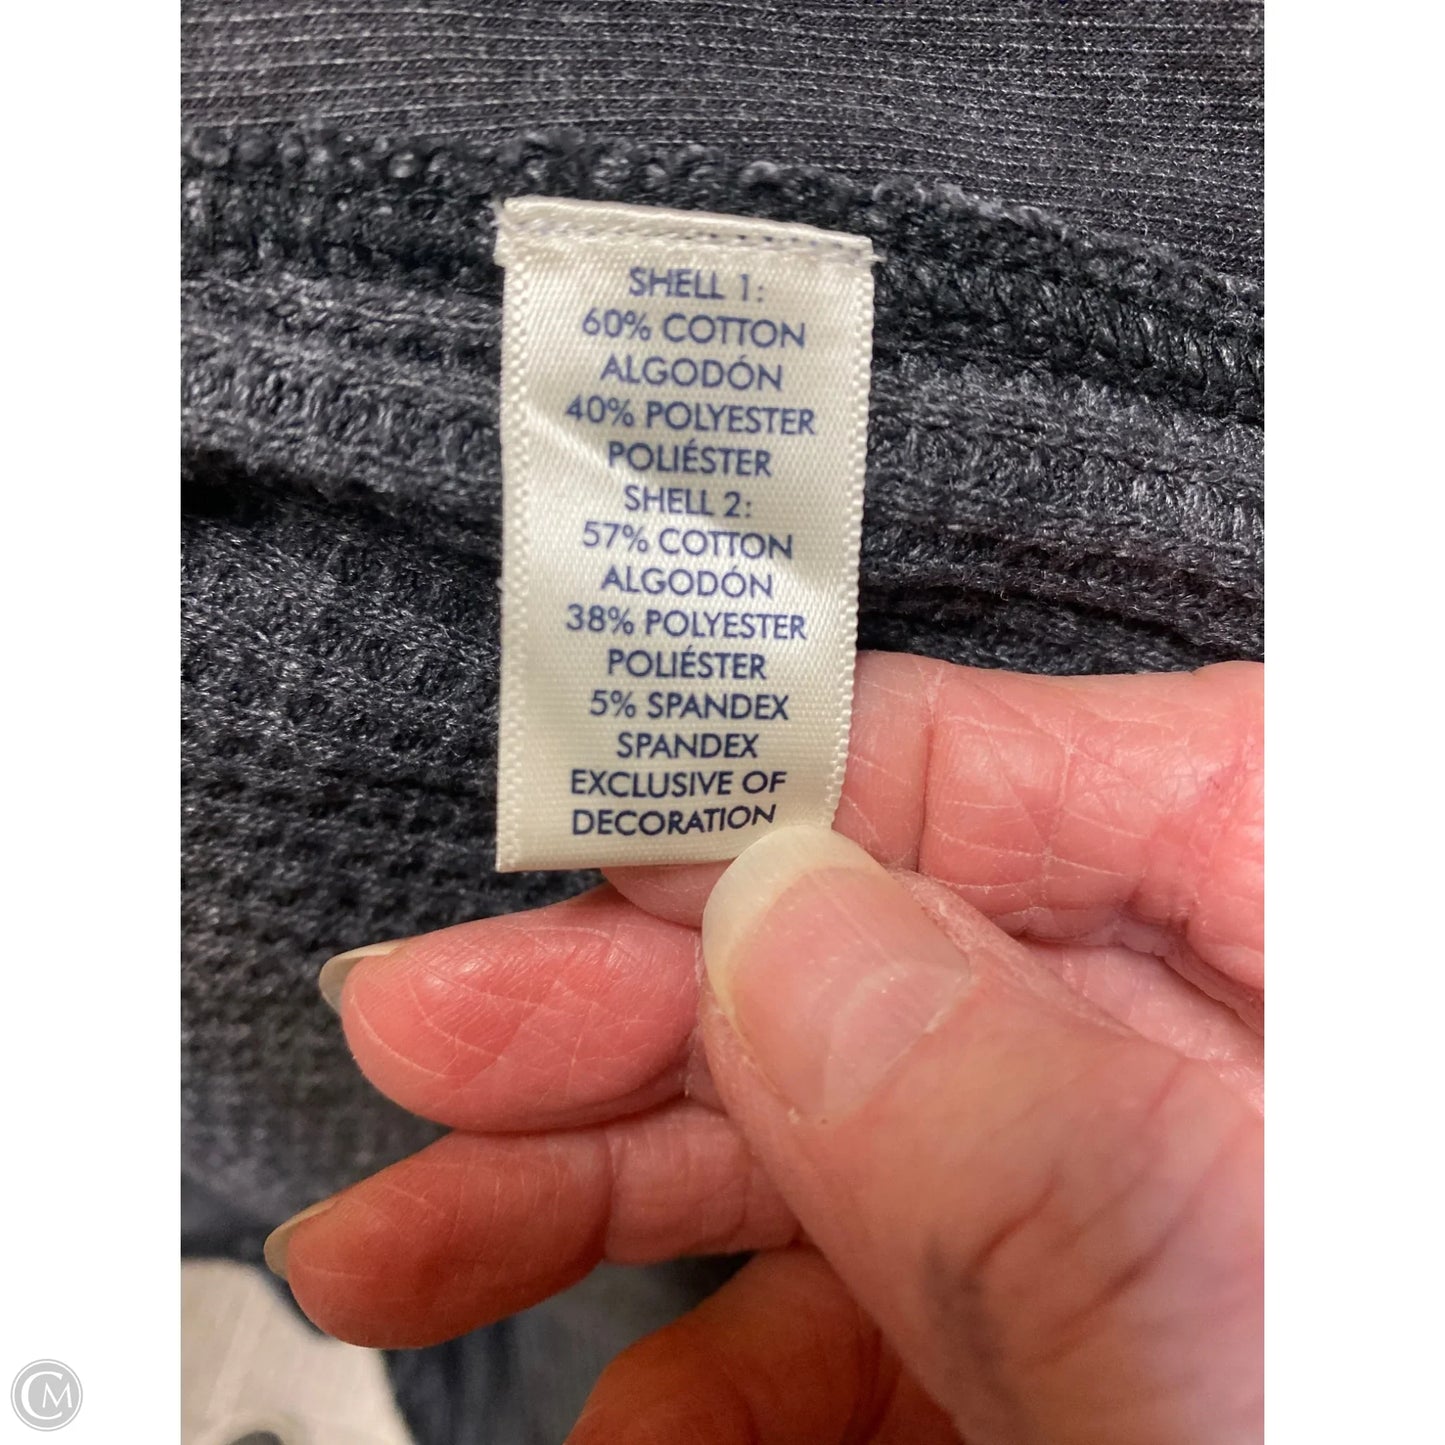 SHELL 1:
60% COTTON
ALGODÓN
40% POLYESTER
POLIÉSTER
SHELL 2:
57% COTTON
ALGODÓN
38% POLYESTER
POLIÉSTER
5% SPANDEX
SPANDEX
EXCLUSIVE OF
DECORATION
CM